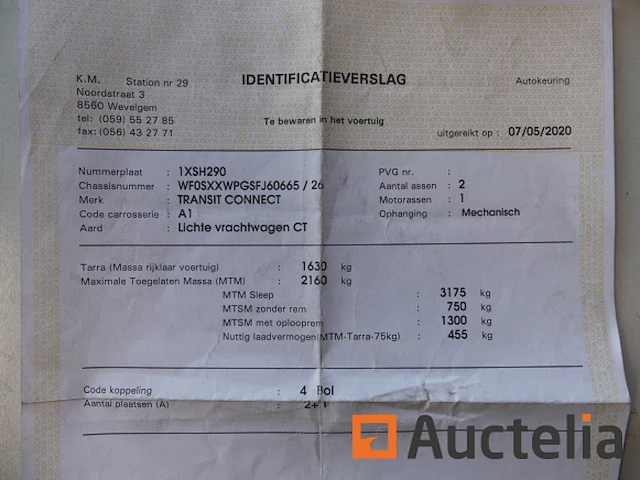 K.M. Station nr 29
IDENTIFICATIEVERSLAG
Autokeuring
Noordstraat 3
8560 Wevelgem
tel: (059) 55 27 85
Te bewaren in het voertuig
fax: (056) 43 27 71
uitgereikt op : 07/05/2020
Nummerplaat : 1XSH290
PVG nr. :
Chassisnummer : WF0SXXWPGSFJ60665 / 26
Aantal assen : 2
Merk : TRANSIT CONNECT
Motorassen : 1
Code carrosserie : A1
Ophanging : Mechanisch
Aard : Lichte vrachtwagen CT
Tarra (Massa rijklaar voertuig) : 1630 kg
Maximale Toegelaten Massa (MTM) : 2160 kg
MTM Sleep : 3175 kg
MTSM zonder rem : 750 kg
MTSM met oplooprem : 1300 kg
Nuttig laadvermogen(MTM-Tarra-75kg) : 455 kg
Code koppeling : 4 Bol
Aantal plaatsen (A) : 2+1
Auctelia